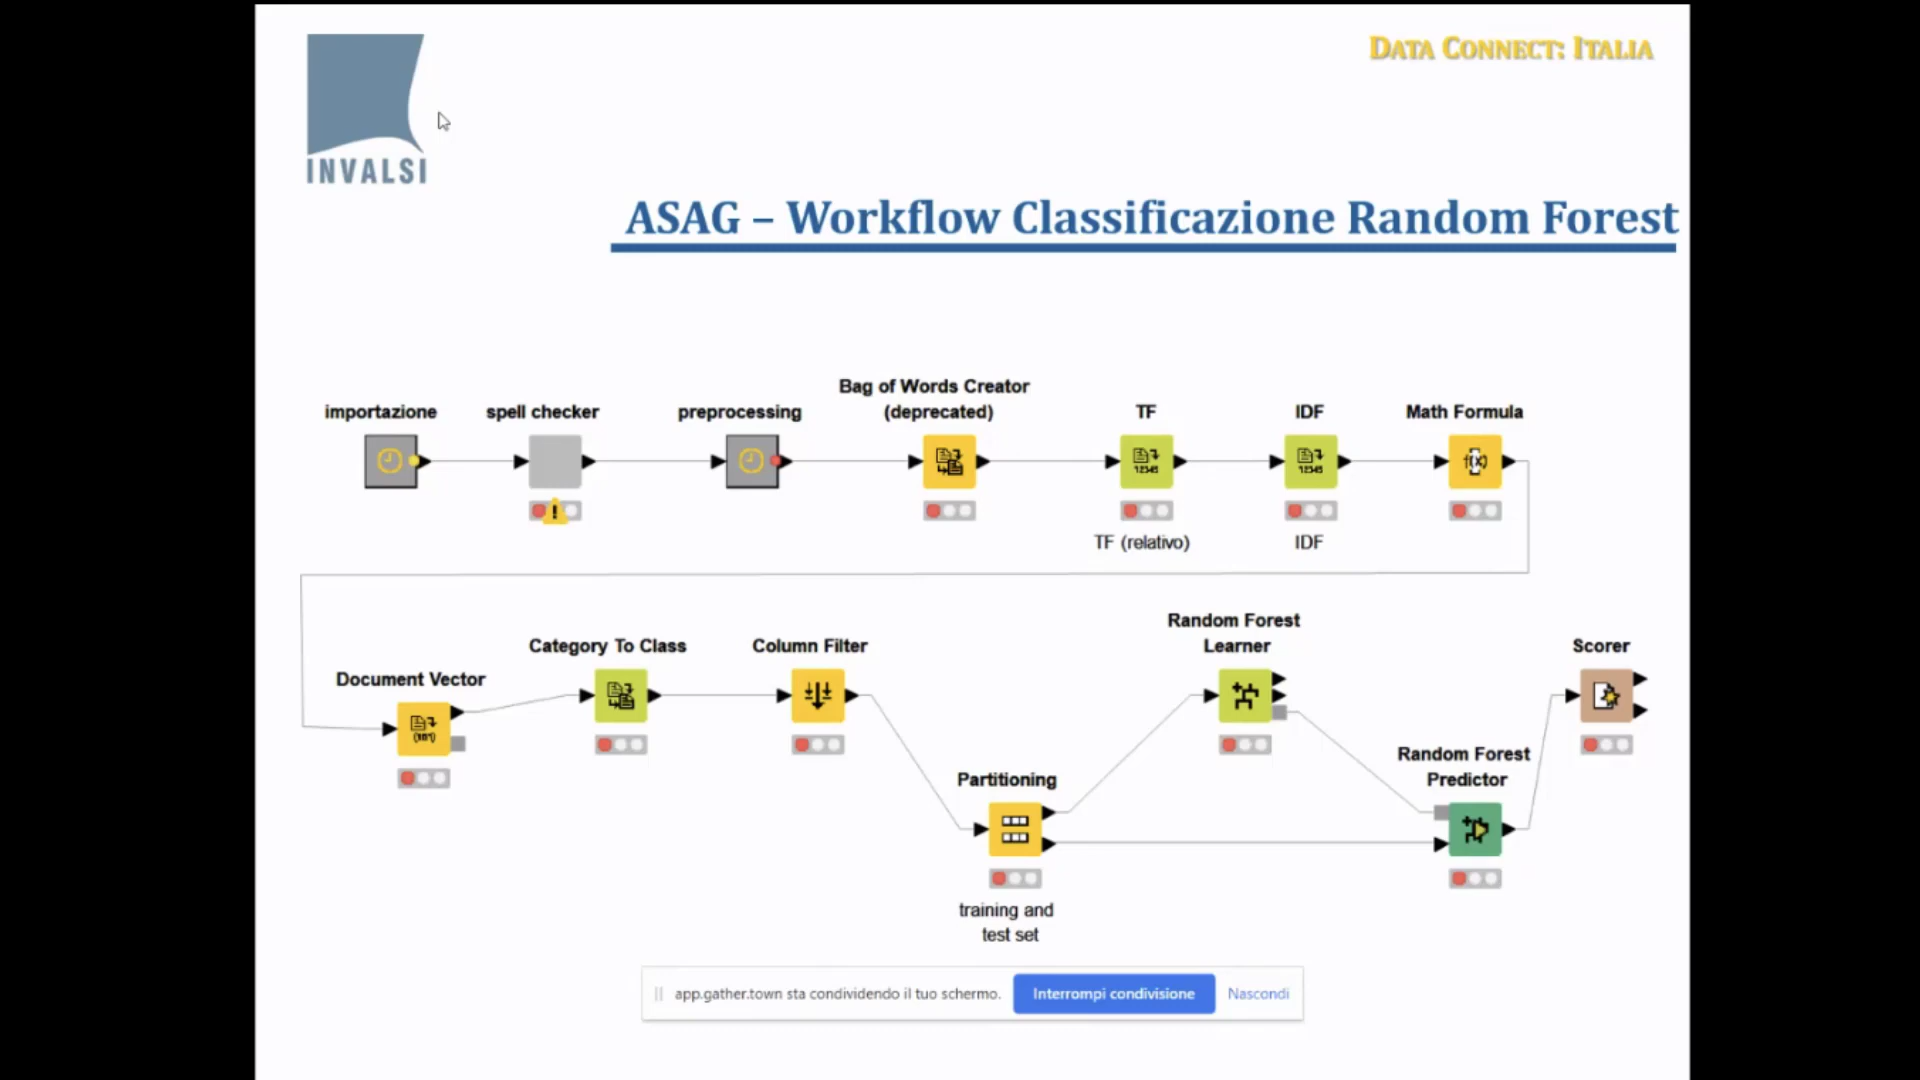 DATA CONNECT: ITALIA
INVALSI
ASAG – Workflow Classificazione Random Forest
importazione
spell checker
preprocessing
Bag of Words Creator
(deprecated)
TF
IDF
Math Formula
f(x)
TF (relativo)
IDF
Document Vector
Category To Class
Column Filter
Partitioning
training and
test set
Random Forest
Learner
Random Forest
Predictor
Scorer
app.gather.town sta condividendo il tuo schermo.
Interrompi condivisione
Nascondi